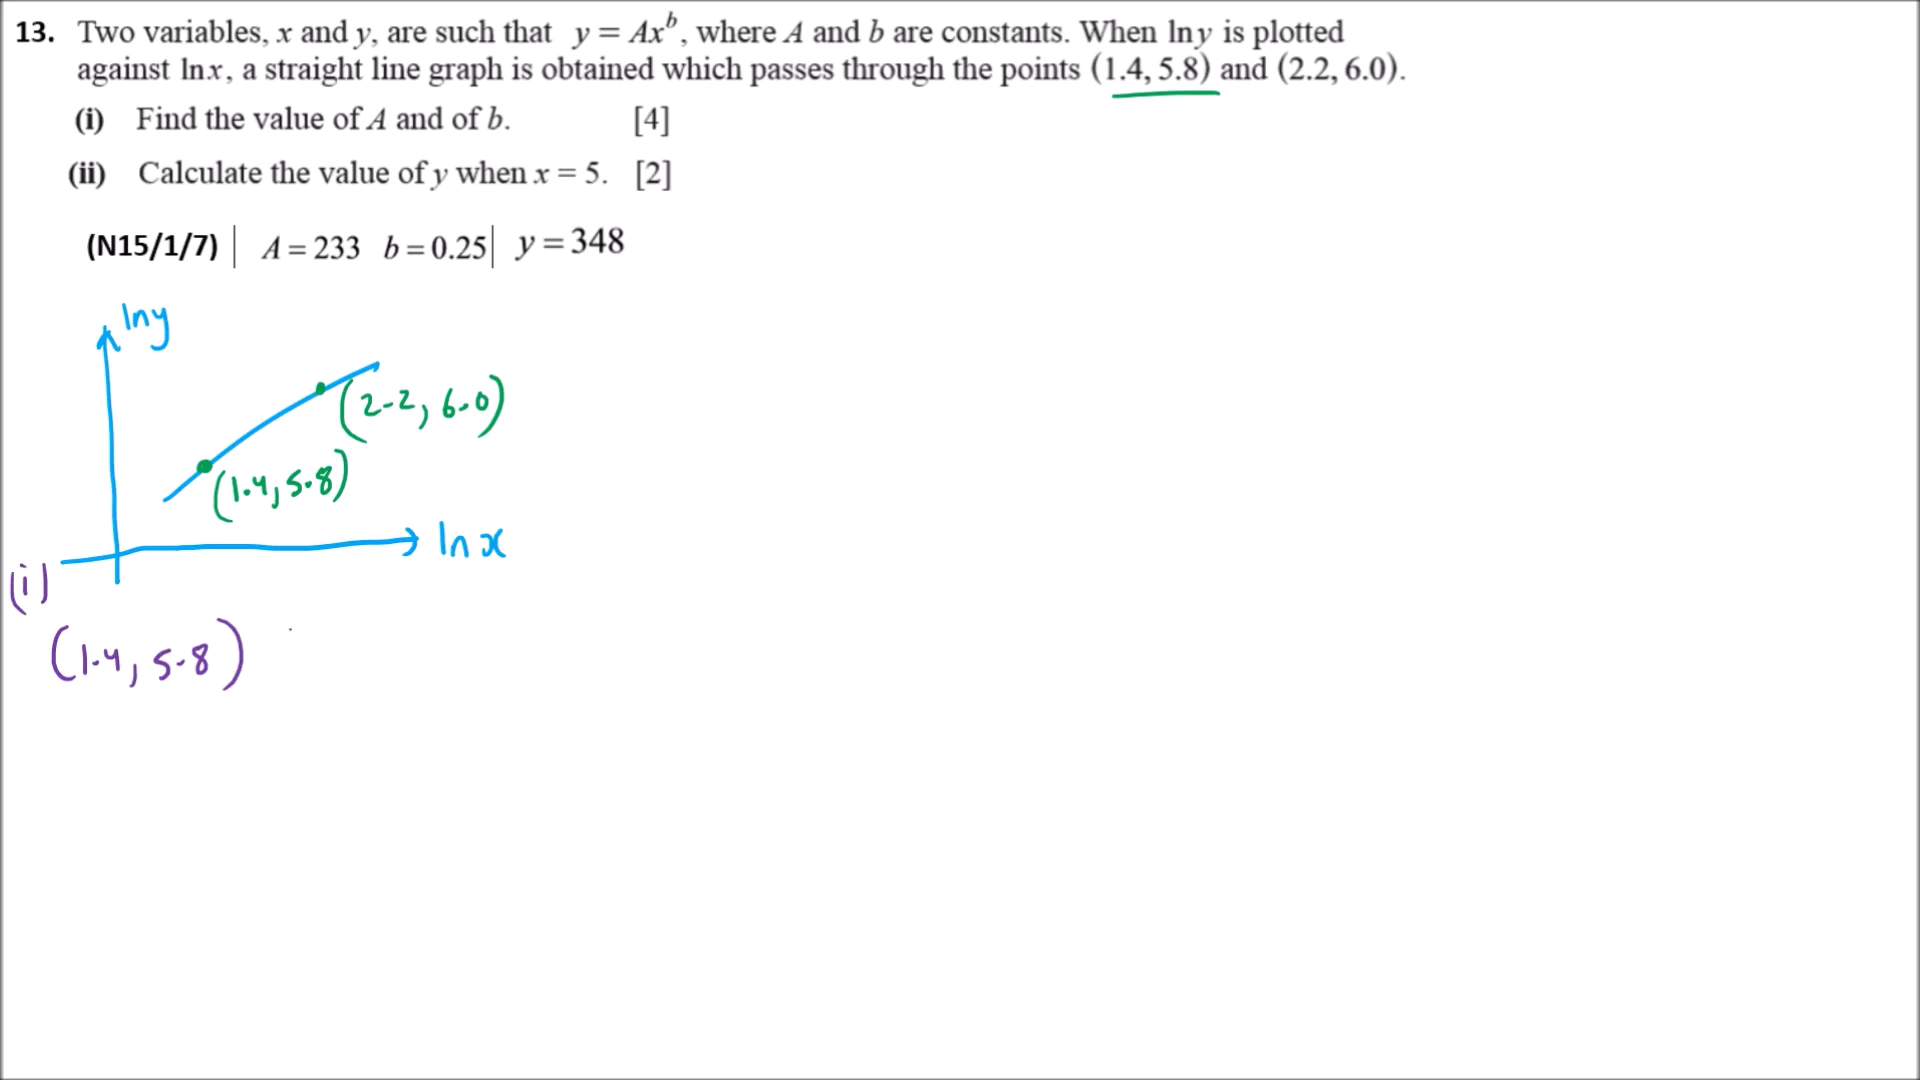 13. Two variables, x and y, are such that y = Ax^b, where A and b are constants. When ln y is plotted
against ln x, a straight line graph is obtained which passes through the points (1.4, 5.8) and (2.2, 6.0).
(i) Find the value of A and of b. [4]
(ii) Calculate the value of y when x = 5. [2]
(N15/1/7) | A = 233 b = 0.25 | y = 348
ln y
(2.2, 6.0)
(1.4, 5.8)
ln x
(i)
(1.4, 5.8)